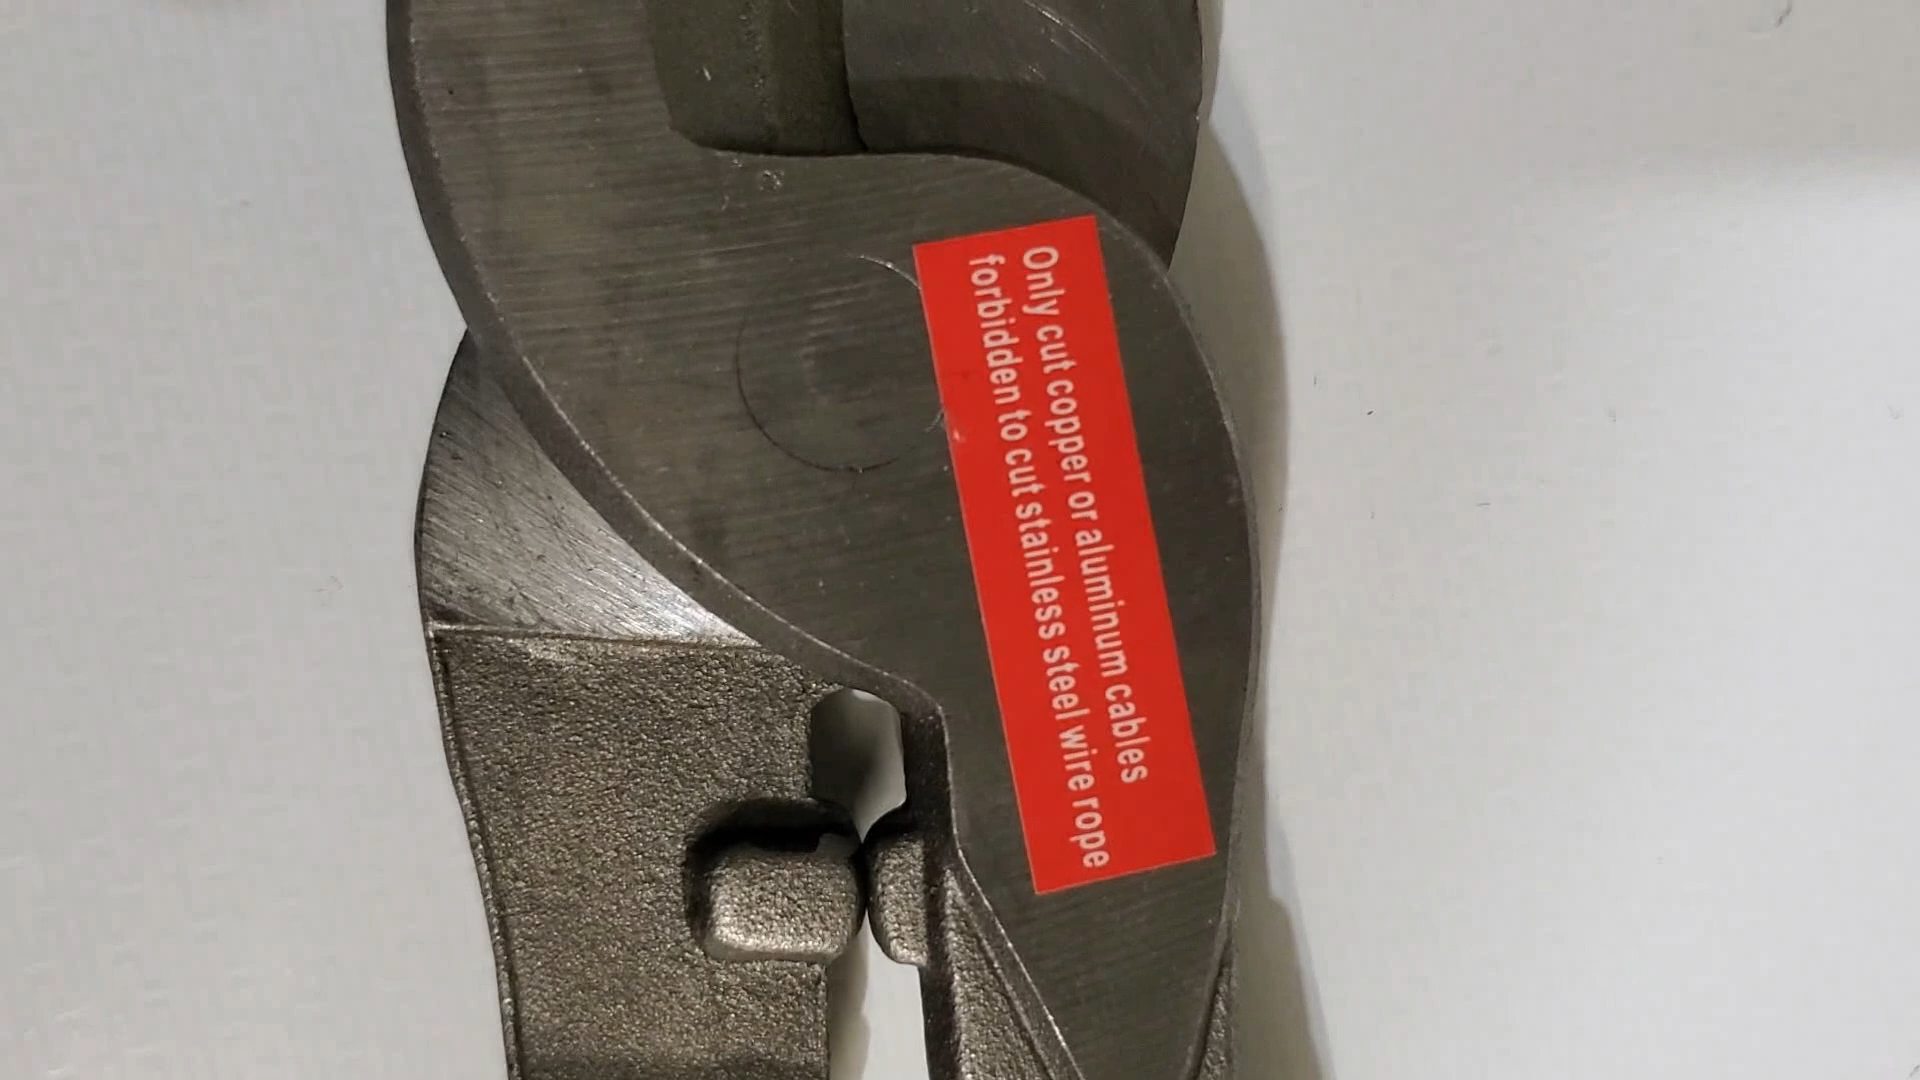 Only cut copper or aluminum cables
forbidden to cut stainless steel wire rope